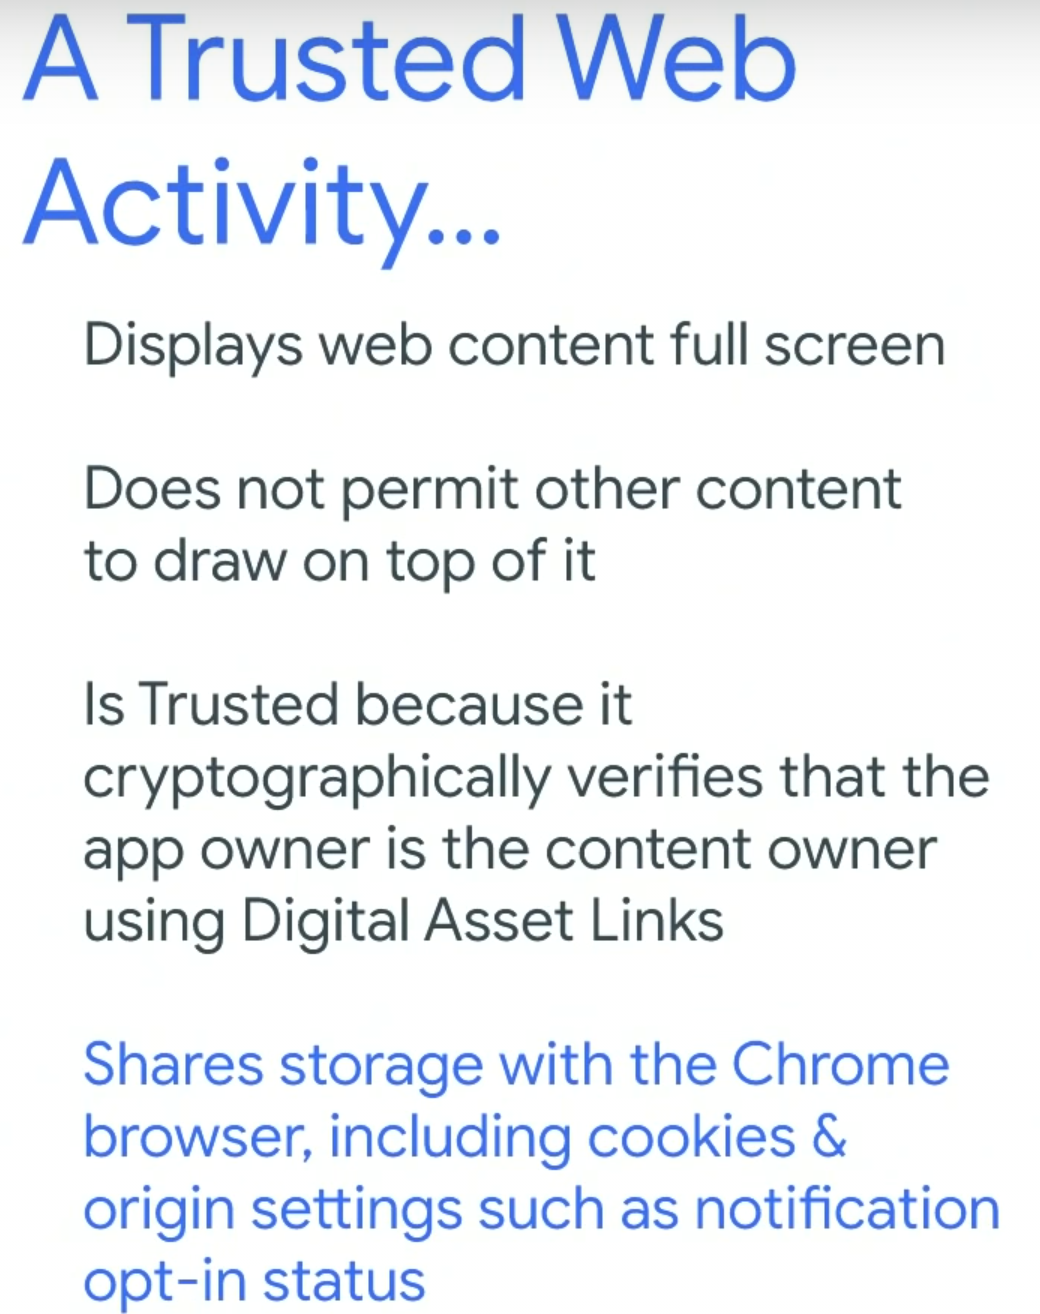 A Trusted Web
Activity...
Displays web content full screen
Does not permit other content
to draw on top of it
Is Trusted because it
cryptographically verifies that the
app owner is the content owner
using Digital Asset Links
Shares storage with the Chrome
browser, including cookies &
origin settings such as notification
opt-in status